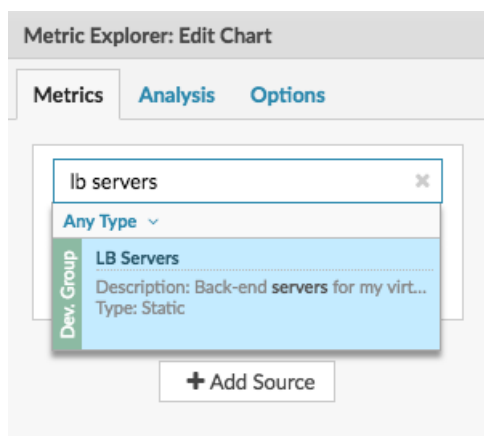 Metric Explorer: Edit Chart
Metrics Analysis Options
lb servers
Any Type
Dev. Group
LB Servers
Description: Back-end servers for my virt...
Type: Static
+ Add Source